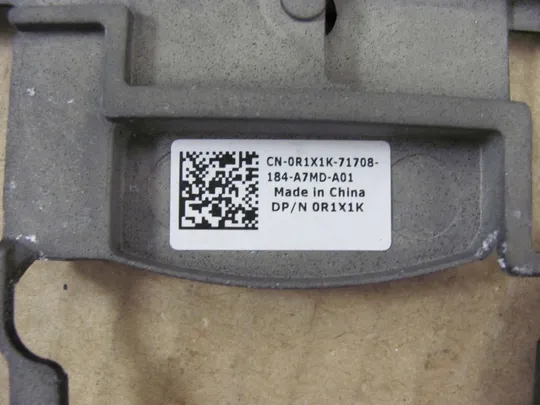 CN-0R1X1K-71708-
184-A7MD-A01
Made in China
DP/N 0R1X1K